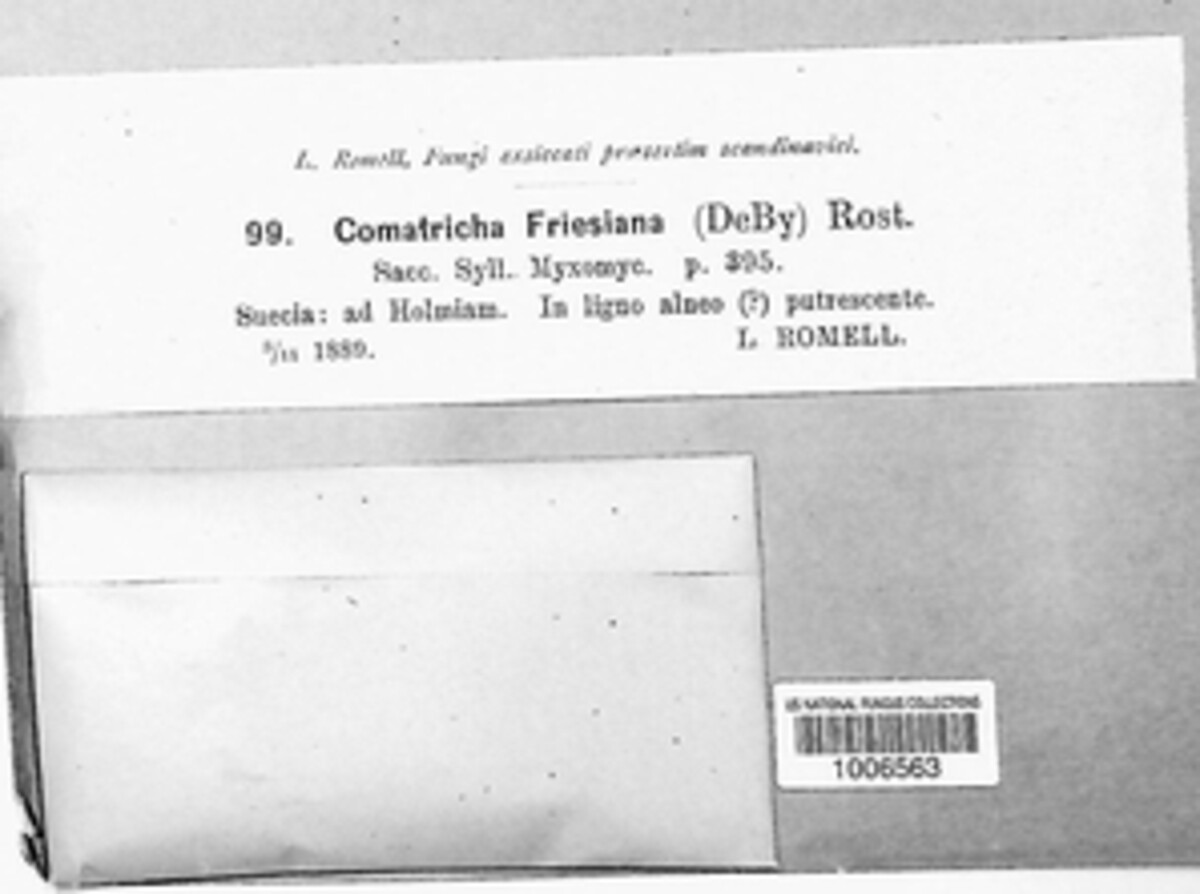 L. Romell, Fungi exsiccati præsertim scandinavici.
99. Comatricha Friesiana (DeBy) Rost.
Sacc. Syll. Myxomyc. p. 395.
Suecia: ad Holmiam. In ligno alneo (?) putrescente.
1889. L. ROMELL.
US NATIONAL FUNGUS COLLECTIONS
1006563